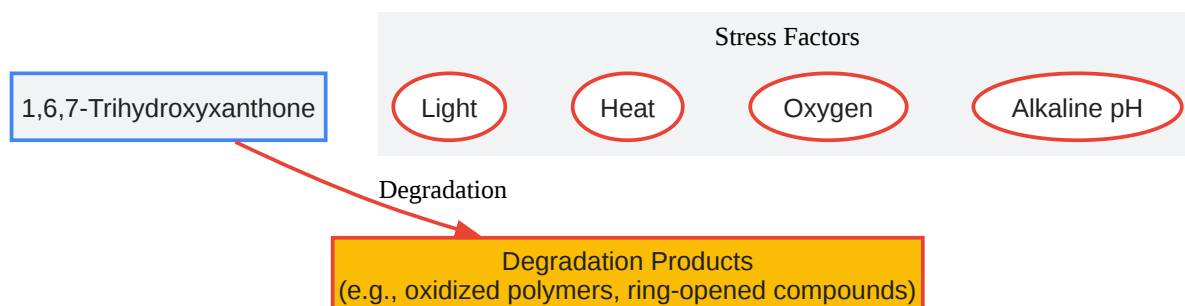 Stress Factors
1,6,7-Trihydroxyxanthone
Light
Heat
Oxygen
Alkaline pH
Degradation
Degradation Products
(e.g., oxidized polymers, ring-opened compounds)